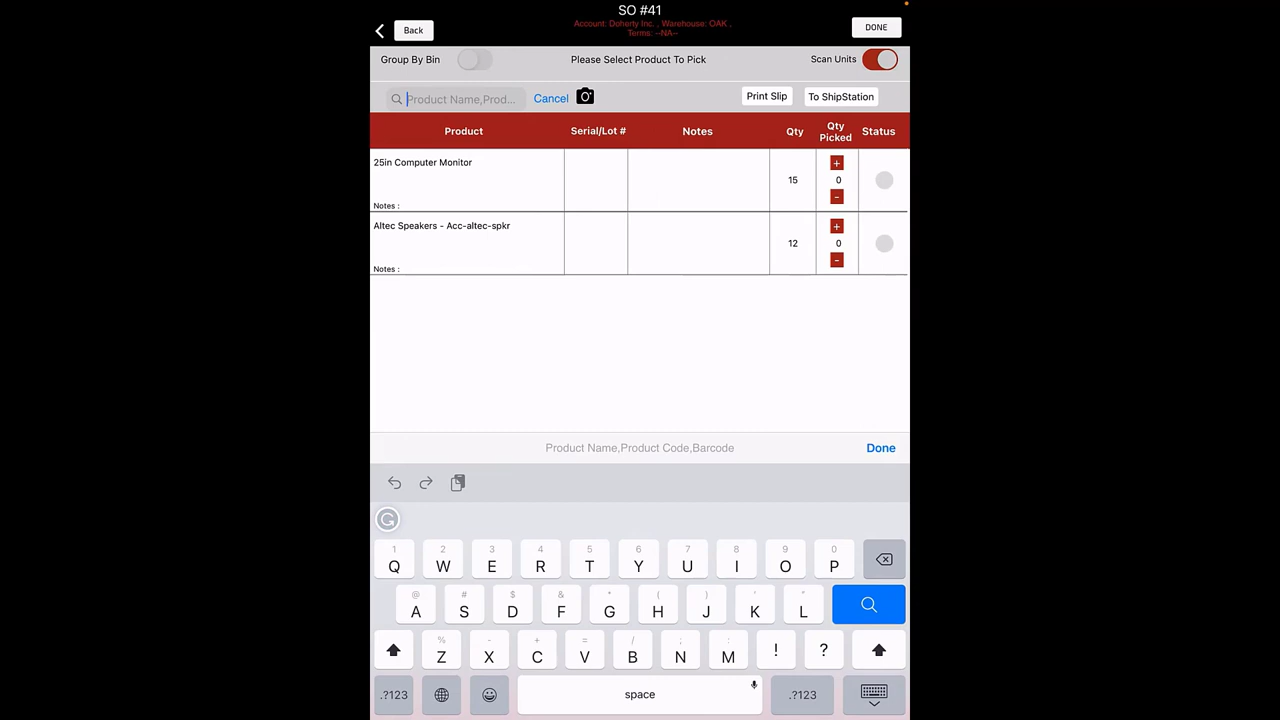 SO #41
Account: Doherty Inc. , Warehouse: OAK ,
Terms: --NA--
Back
DONE
Group By Bin
Please Select Product To Pick
Scan Units
Product Name,Prod...
Cancel
Print Slip
To ShipStation
Product
Serial/Lot #
Notes
Qty
Qty
Picked
Status
25in Computer Monitor
Notes :
15
+
0
-
Altec Speakers - Acc-altec-spkr
Notes :
12
+
0
-
Product Name,Product Code,Barcode
Done
1 2 3 4 5 6 7 8 9 0
Q W E R T Y U I O P
@ # $ & * ( ) ' "
A S D F G H J K L
% - + = / ; : 
Z X C V B N M ! ?
.?123
space
.?123